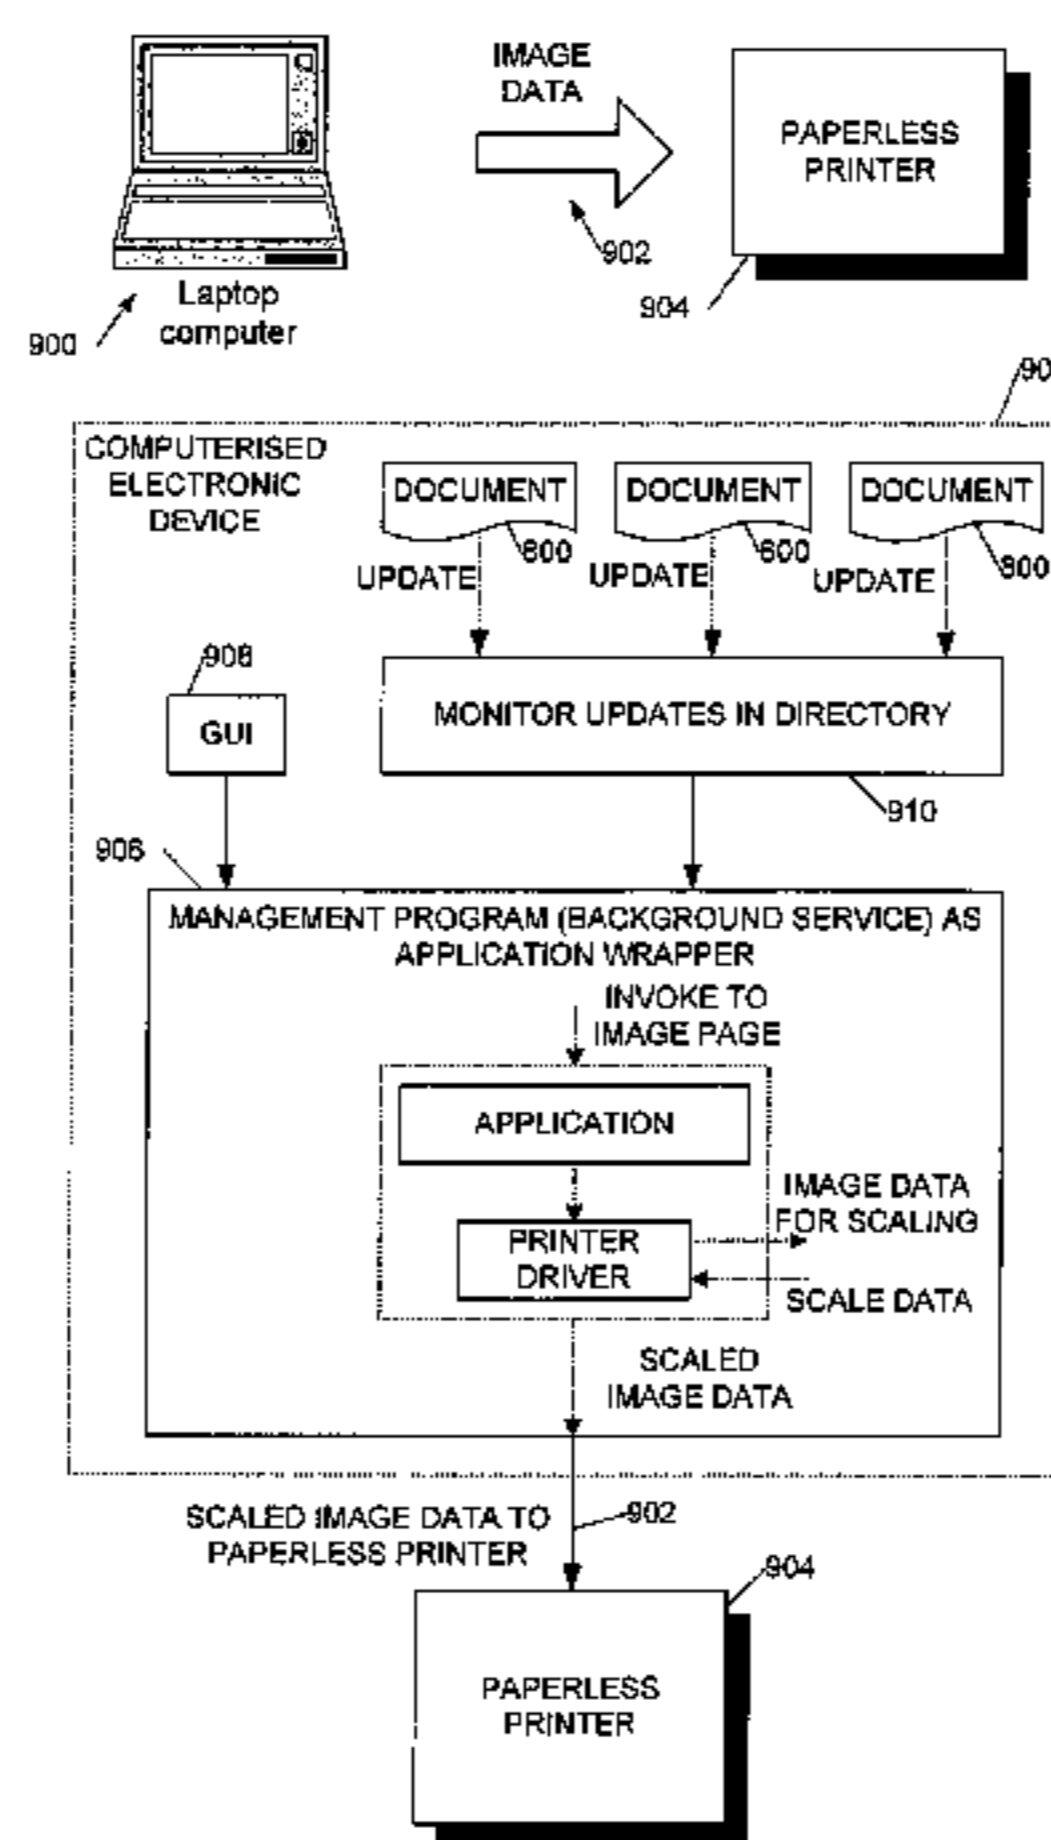 IMAGE
DATA
PAPERLESS
PRINTER
902
904
Laptop
computer
900
COMPUTERISED
ELECTRONIC
DEVICE
DOCUMENT
DOCUMENT
DOCUMENT
800
800
800
UPDATE
UPDATE
UPDATE
908
GUI
MONITOR UPDATES IN DIRECTORY
910
906
MANAGEMENT PROGRAM (BACKGROUND SERVICE) AS
APPLICATION WRAPPER
INVOKE TO
IMAGE PAGE
APPLICATION
IMAGE DATA
FOR SCALING
PRINTER
DRIVER
SCALE DATA
SCALED
IMAGE DATA
SCALED IMAGE DATA TO
PAPERLESS PRINTER
902
904
PAPERLESS
PRINTER